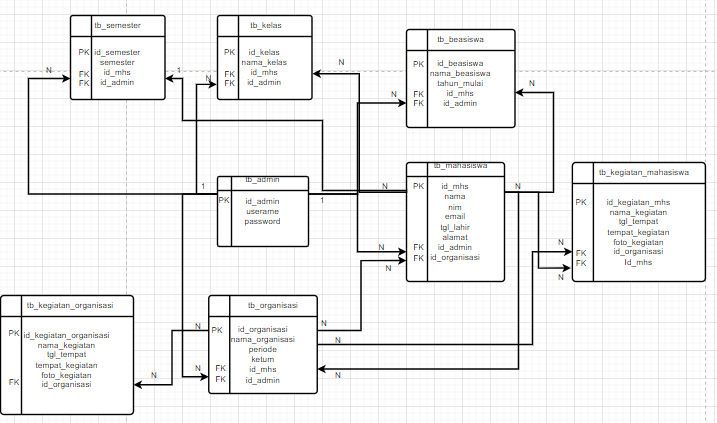 tb_semester
PK
id_semester
semester
FK
id_mhs
FK
id_admin
tb_kelas
PK
id_kelas
nama_kelas
FK
id_mhs
FK
id_admin
tb_beasiswa
PK
id_beasiswa
nama_beasiswa
tahun_mulai
FK
id_mhs
FK
id_admin
N
1
N
N
N
N
tb_admin
PK
id_admin
userame
password
1
1
N
tb_mahasiswa
PK
id_mhs
nama
nim
email
tgl_lahir
alamat
FK
id_admin
FK
id_organisasi
N
N
N
tb_kegiatan_mahasiswa
PK
id_kegiatan_mhs
nama_kegiatan
tgl_tempat
tempat_kegiatan
foto_kegiatan
FK
id_organisasi
FK
Id_mhs
N
N
tb_kegiatan_organisasi
PK
id_kegiatan_organisasi
nama_kegiatan
tgl_tempat
tempat_kegiatan
foto_kegiatan
FK
id_organisasi
N
N
N
tb_organisasi
PK
id_organisasi
nama_organisasi
periode
ketum
FK
id_mhs
FK
id_admin
N
N
N